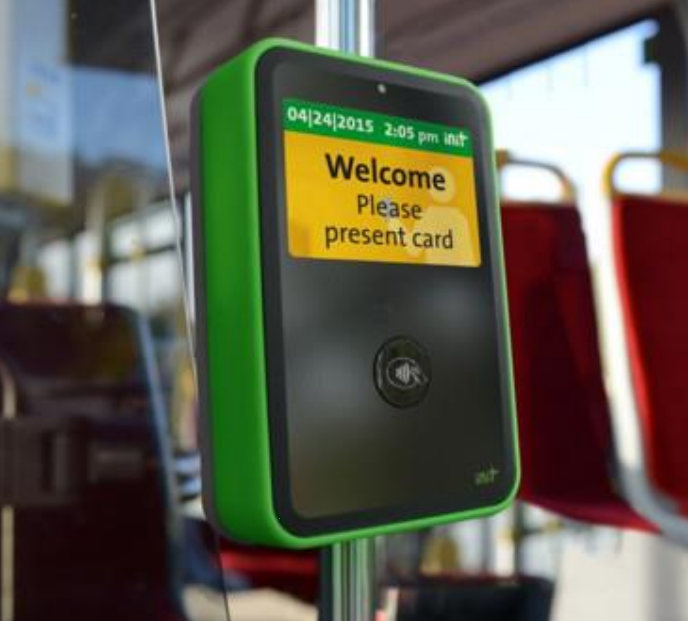 04|24|2015 2:05 pm init
Welcome
Please
present card
init